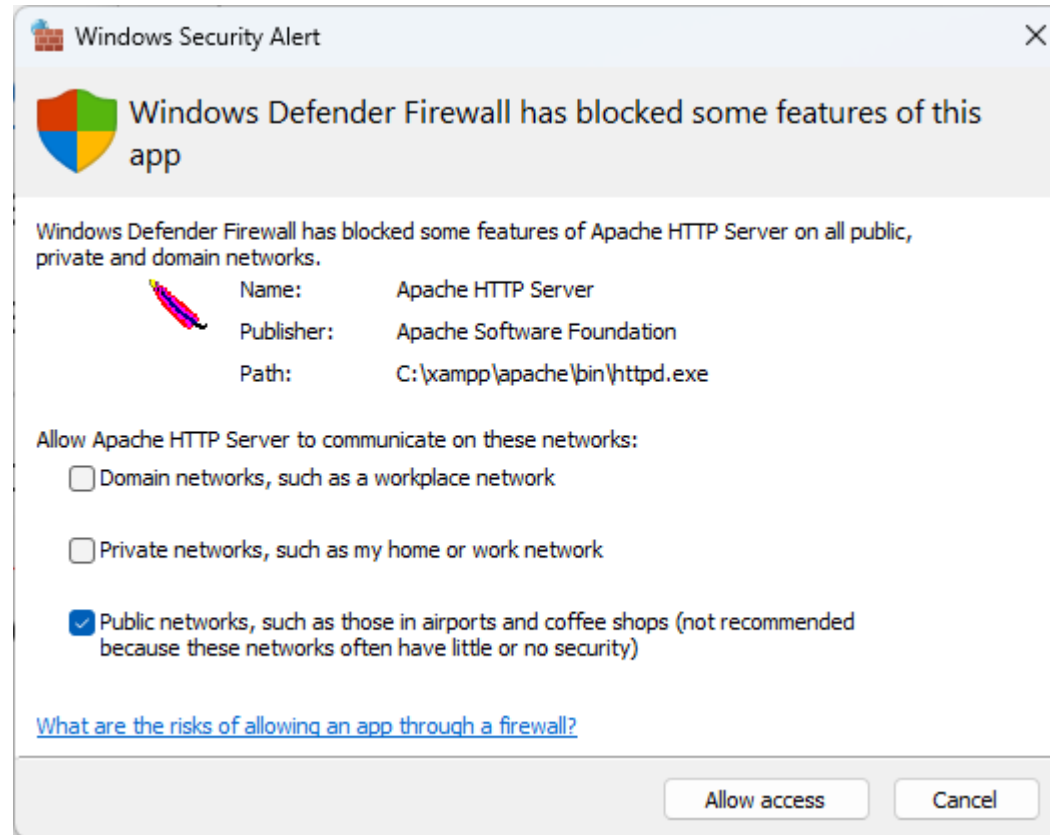 Windows Security Alert
Windows Defender Firewall has blocked some features of this
app
Windows Defender Firewall has blocked some features of Apache HTTP Server on all public,
private and domain networks.
Name: Apache HTTP Server
Publisher: Apache Software Foundation
Path: C:\xampp\apache\bin\httpd.exe
Allow Apache HTTP Server to communicate on these networks:
Domain networks, such as a workplace network
Private networks, such as my home or work network
Public networks, such as those in airports and coffee shops (not recommended
because these networks often have little or no security)
What are the risks of allowing an app through a firewall?
Allow access Cancel